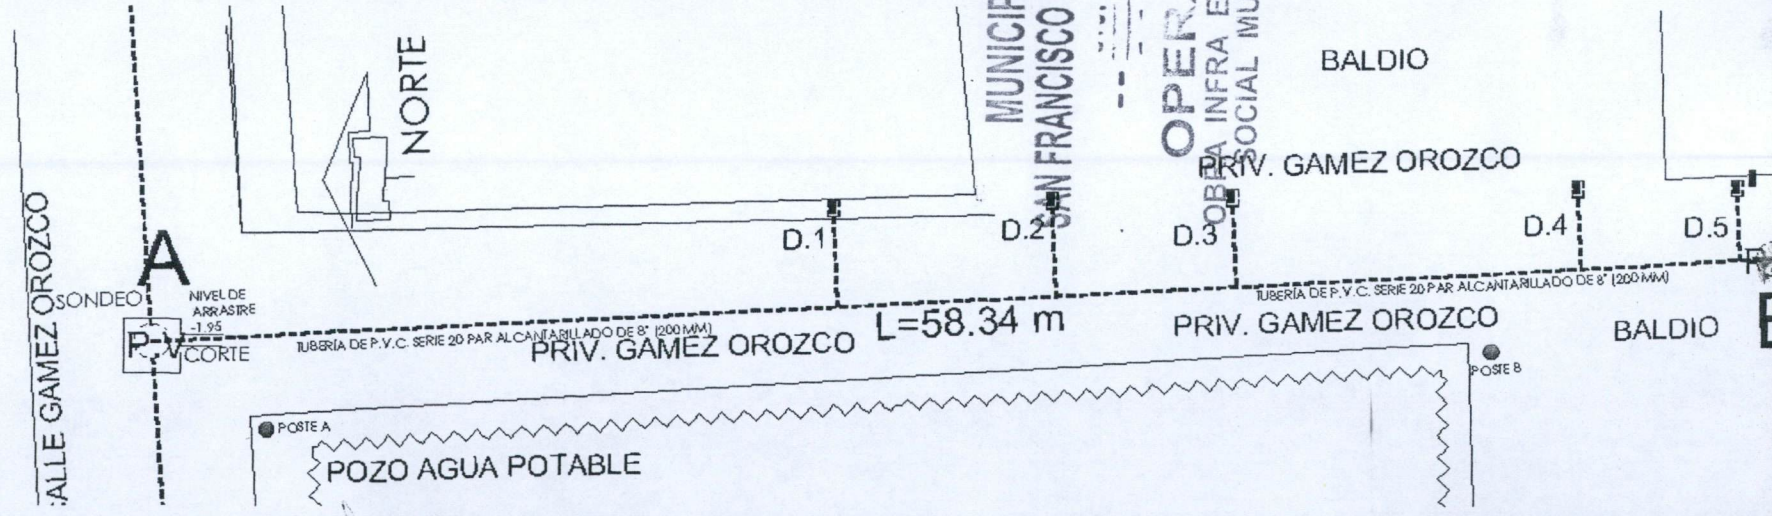 NORTE
MUNICIP
SAN FRANCISCO
OPERA
OBRA INFRA E
SOCIAL MU
BALDIO
PRIV. GAMEZ OROZCO
D.1
D.2
D.3
D.4
D.5
CALLE GAMEZ OROZCO
A
SONDEO
NIVEL DE
ARRASTRE
-1.95
P-V
CORTE
TUBERÍA DE P.V.C. SERIE 20 PAR ALCANTARILLADO DE 8" (200 MM)
PRIV. GAMEZ OROZCO
L=58.34 m
TUBERÍA DE P.V.C. SERIE 20 PAR ALCANTARILLADO DE 8" (200 MM)
PRIV. GAMEZ OROZCO
BALDIO
POSTE A
POSTE B
POZO AGUA POTABLE